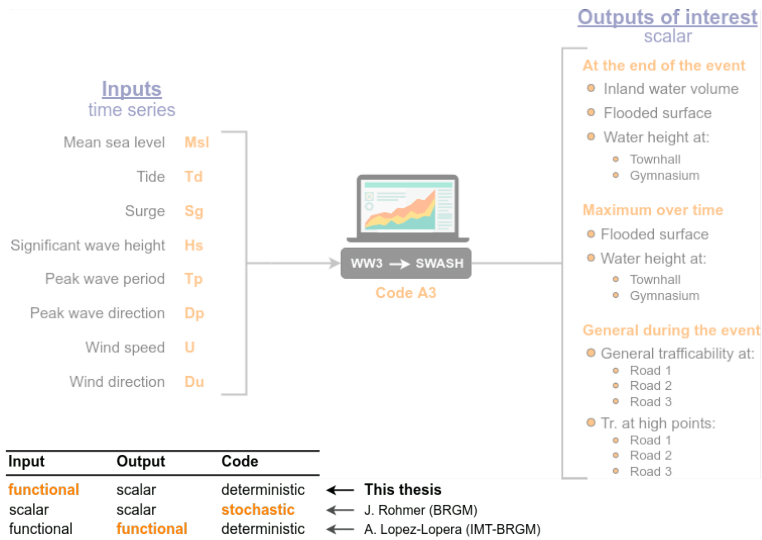 Inputs
time series
Mean sea level Msl
Tide Td
Surge Sg
Significant wave height Hs
Peak wave period Tp
Peak wave direction Dp
Wind speed U
Wind direction Du
WW3 → SWASH
Code A3
Outputs of interest
scalar
At the end of the event
Inland water volume
Flooded surface
Water height at:
Townhall
Gymnasium
Maximum over time
Flooded surface
Water height at:
Townhall
Gymnasium
General during the event
General trafficability at:
Road 1
Road 2
Road 3
Tr. at high points:
Road 1
Road 2
Road 3
Input Output Code
functional scalar deterministic ← This thesis
scalar scalar stochastic ← J. Rohmer (BRGM)
functional functional deterministic ← A. Lopez-Lopera (IMT-BRGM)